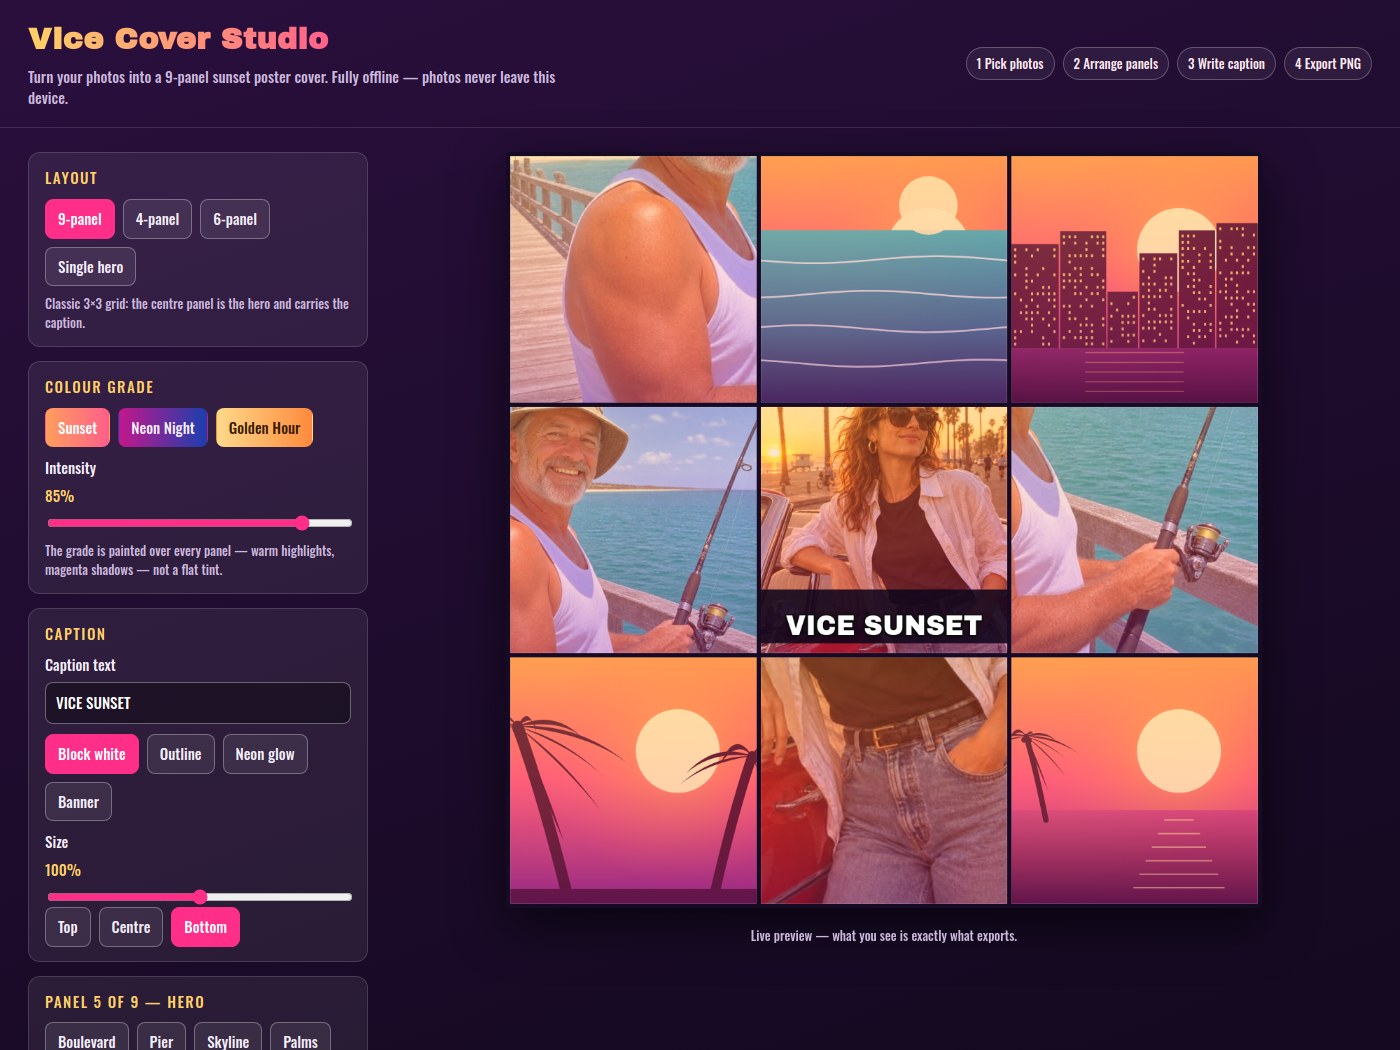 Vice Cover Studio
Turn your photos into a 9-panel sunset poster cover. Fully offline — photos never leave this
device.
1 Pick photos
2 Arrange panels
3 Write caption
4 Export PNG
LAYOUT
9-panel
4-panel
6-panel
Single hero
Classic 3×3 grid: the centre panel is the hero and carries the
caption.
COLOUR GRADE
Sunset
Neon Night
Golden Hour
Intensity
85%
The grade is painted over every panel — warm highlights,
magenta shadows — not a flat tint.
CAPTION
Caption text
VICE SUNSET
Block white
Outline
Neon glow
Banner
Size
100%
Top
Centre
Bottom
PANEL 5 OF 9 — HERO
Boulevard
Pier
Skyline
Palms
VICE SUNSET
Live preview — what you see is exactly what exports.